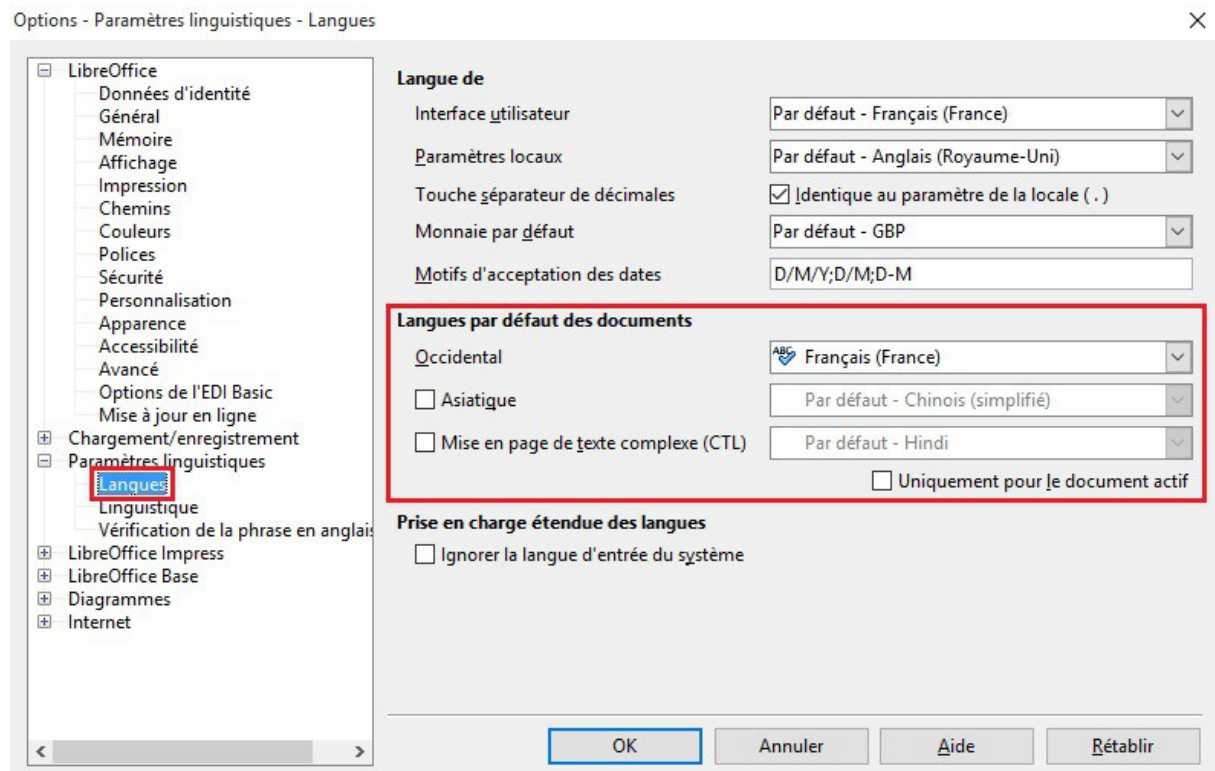 Options - Paramètres linguistiques - Langues
LibreOffice
Données d'identité
Général
Mémoire
Affichage
Impression
Chemins
Couleurs
Polices
Sécurité
Personnalisation
Apparence
Accessibilité
Avancé
Options de l'EDI Basic
Mise à jour en ligne
Chargement/enregistrement
Paramètres linguistiques
Langues
Linguistique
Vérification de la phrase en anglais
LibreOffice Impress
LibreOffice Base
Diagrammes
Internet
Langue de
Interface utilisateur Par défaut - Français (France)
Paramètres locaux Par défaut - Anglais (Royaume-Uni)
Touche séparateur de décimales Identique au paramètre de la locale ( . )
Monnaie par défaut Par défaut - GBP
Motifs d'acceptation des dates D/M/Y;D/M;D-M
Langues par défaut des documents
Occidental ABC Français (France)
Asiatique Par défaut - Chinois (simplifié)
Mise en page de texte complexe (CTL) Par défaut - Hindi
Uniquement pour le document actif
Prise en charge étendue des langues
Ignorer la langue d'entrée du système
OK Annuler Aide Rétablir